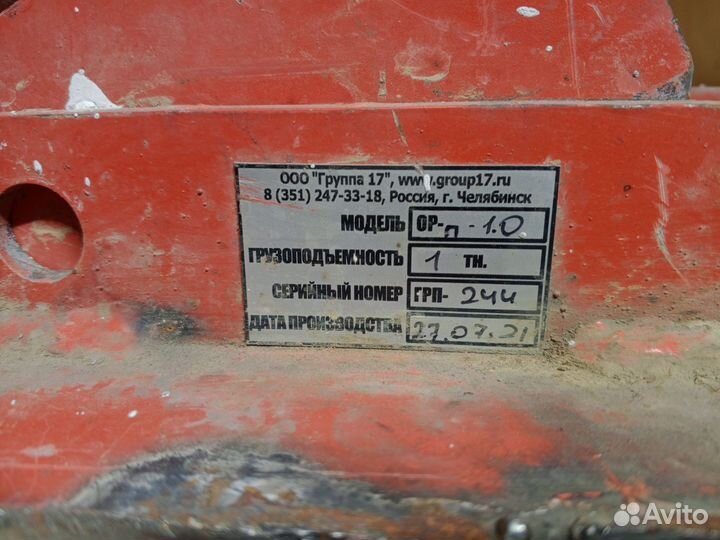 ООО "Группа 17", www.group17.ru
8 (351) 247-33-18, Россия, г. Челябинск
МОДЕЛЬ ОР-п-1.0
ГРУЗОПОДЪЕМНОСТЬ 1 ТН.
СЕРИЙНЫЙ НОМЕР ГРП-244
ДАТА ПРОИЗВОДСТВА 27.07.21
Avito